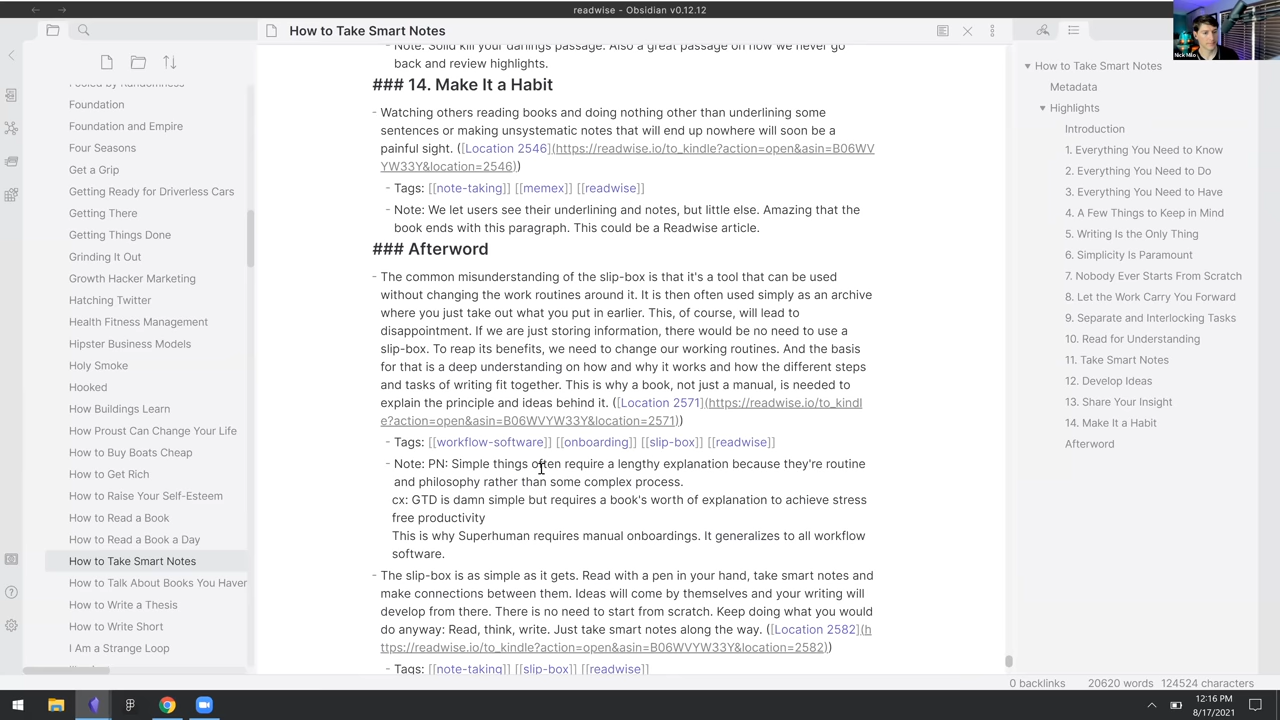 readwise - Obsidian v0.12.12
How to Take Smart Notes
Nick Milo
Fooled by Randomness
Foundation
Foundation and Empire
Four Seasons
Get a Grip
Getting Ready for Driverless Cars
Getting There
Getting Things Done
Grinding It Out
Growth Hacker Marketing
Hatching Twitter
Health Fitness Management
Hipster Business Models
Holy Smoke
Hooked
How Buildings Learn
How Proust Can Change Your Life
How to Buy Boats Cheap
How to Get Rich
How to Raise Your Self-Esteem
How to Read a Book
How to Read a Book a Day
How to Take Smart Notes
How to Talk About Books You Haven
How to Write a Thesis
How to Write Short
I Am a Strange Loop
- Note: Solid kill your darlings passage. Also a great passage on how we never go
back and review highlights.
### 14. Make It a Habit
- Watching others reading books and doing nothing other than underlining some
sentences or making unsystematic notes that will end up nowhere will soon be a
painful sight. ([Location 2546](https://readwise.io/to_kindle?action=open&asin=B06WV
YW33Y&location=2546))
- Tags: [[note-taking]] [[memex]] [[readwise]]
- Note: We let users see their underlining and notes, but little else. Amazing that the
book ends with this paragraph. This could be a Readwise article.
### Afterword
- The common misunderstanding of the slip-box is that it's a tool that can be used
without changing the work routines around it. It is then often used simply as an archive
where you just take out what you put in earlier. This, of course, will lead to
disappointment. If we are just storing information, there would be no need to use a
slip-box. To reap its benefits, we need to change our working routines. And the basis
for that is a deep understanding on how and why it works and how the different steps
and tasks of writing fit together. This is why a book, not just a manual, is needed to
explain the principle and ideas behind it. ([Location 2571](https://readwise.io/to_kindl
e?action=open&asin=B06WVYW33Y&location=2571))
- Tags: [[workflow-software]] [[onboarding]] [[slip-box]] [[readwise]]
- Note: PN: Simple things often require a lengthy explanation because they're routine
and philosophy rather than some complex process.
cx: GTD is damn simple but requires a book's worth of explanation to achieve stress
free productivity
This is why Superhuman requires manual onboardings. It generalizes to all workflow
software.
- The slip-box is as simple as it gets. Read with a pen in your hand, take smart notes and
make connections between them. Ideas will come by themselves and your writing will
develop from there. There is no need to start from scratch. Keep doing what you would
do anyway: Read, think, write. Just take smart notes along the way. ([Location 2582](h
ttps://readwise.io/to_kindle?action=open&asin=B06WVYW33Y&location=2582))
- Tags: [[note-taking]] [[slip-box]] [[readwise]]
How to Take Smart Notes
Metadata
Highlights
Introduction
1. Everything You Need to Know
2. Everything You Need to Do
3. Everything You Need to Have
4. A Few Things to Keep in Mind
5. Writing Is the Only Thing
6. Simplicity Is Paramount
7. Nobody Ever Starts From Scratch
8. Let the Work Carry You Forward
9. Separate and Interlocking Tasks
10. Read for Understanding
11. Take Smart Notes
12. Develop Ideas
13. Share Your Insight
14. Make It a Habit
Afterword
0 backlinks 20620 words 124524 characters
12:16 PM
8/17/2021